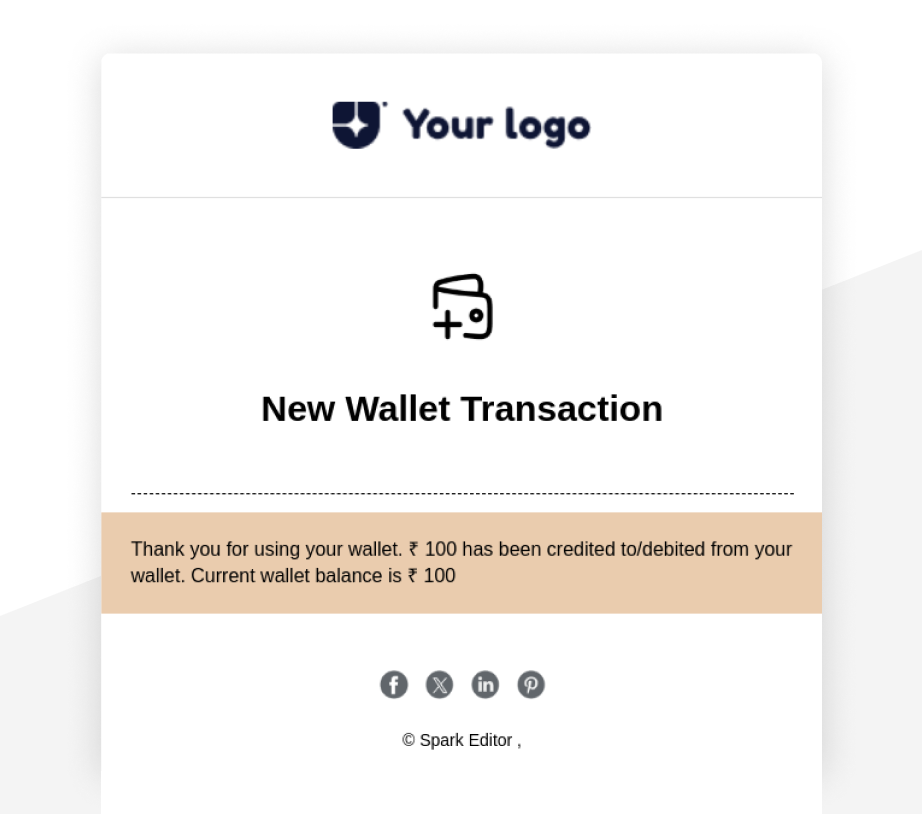 Your logo
New Wallet Transaction
Thank you for using your wallet. ₹ 100 has been credited to/debited from your
wallet. Current wallet balance is ₹ 100
© Spark Editor ,